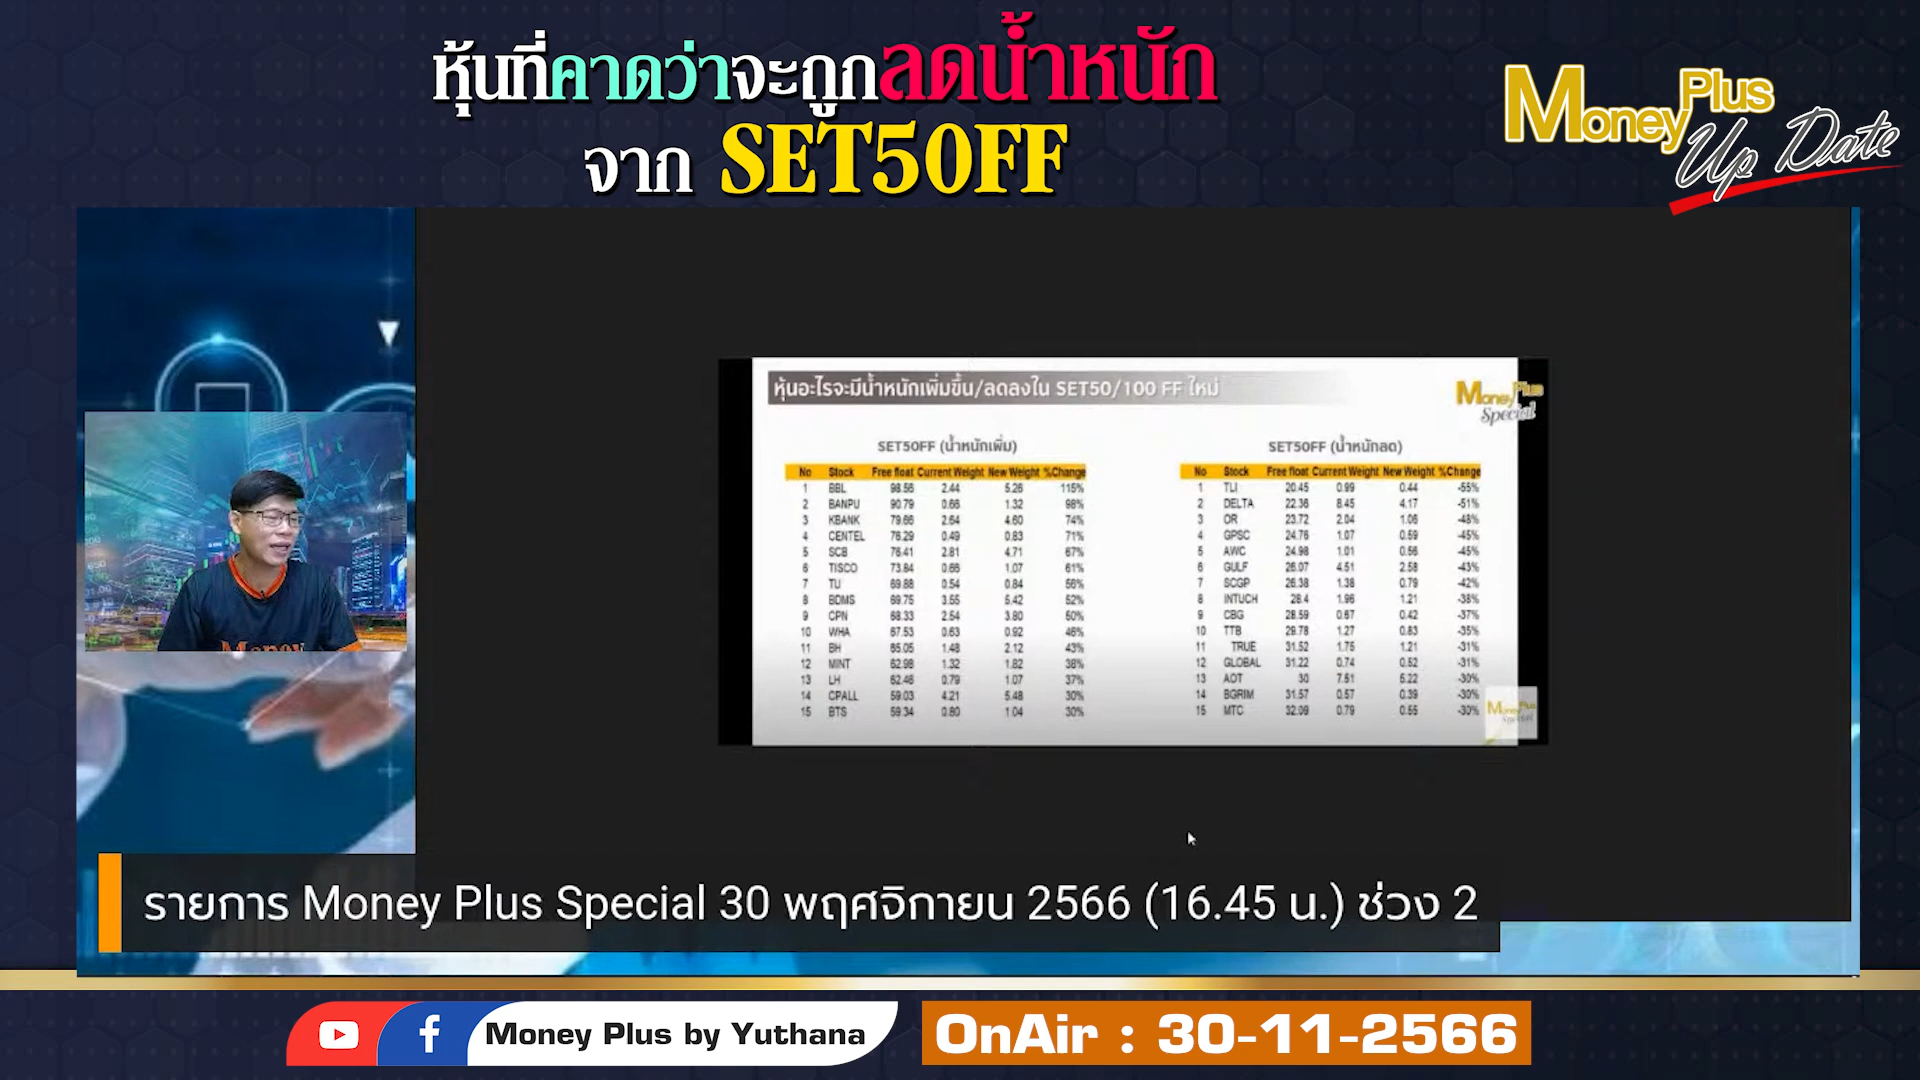 หุ้นที่คาดว่าจะถูกลดน้ำหนัก
จาก SET50FF
Money Plus
Up Date
หุ้นอะไรจะมีน้ำหนักเพิ่มขึ้น/ลดลงใน SET50/100 FF ใหม่
Money Plus
Special
SET50FF (น้ำหนักเพิ่ม)
No Stock Free float Current Weight New Weight %Change
1 BBL 98.56 2.44 5.26 115%
2 BANPU 90.79 0.66 1.32 98%
3 KBANK 79.66 2.64 4.60 74%
4 CENTEL 76.29 0.49 0.83 71%
5 SCB 76.41 2.81 4.71 67%
6 TISCO 73.84 0.66 1.07 61%
7 TU 69.88 0.54 0.84 56%
8 BDMS 69.75 3.55 5.42 52%
9 CPN 68.33 2.54 3.80 50%
10 WHA 67.53 0.63 0.92 46%
11 BH 65.05 1.48 2.12 43%
12 MINT 62.98 1.32 1.82 38%
13 LH 62.46 0.79 1.07 37%
14 CPALL 59.03 4.21 5.48 30%
15 BTS 59.34 0.80 1.04 30%
SET50FF (น้ำหนักลด)
No Stock Free float Current Weight New Weight %Change
1 TLI 20.45 0.99 0.44 -55%
2 DELTA 22.36 8.45 4.17 -51%
3 OR 23.72 2.04 1.06 -48%
4 GPSC 24.76 1.07 0.59 -45%
5 AWC 24.98 1.01 0.56 -45%
6 GULF 26.07 4.51 2.58 -43%
7 SCGP 26.38 1.36 0.79 -42%
8 INTUCH 28.4 1.96 1.21 -38%
9 CBG 28.59 0.67 0.42 -37%
10 TTB 29.78 1.27 0.83 -35%
11 TRUE 31.52 1.75 1.21 -31%
12 GLOBAL 31.22 0.74 0.52 -31%
13 AOT 30 7.51 5.22 -30%
14 BGRIM 31.57 0.57 0.39 -30%
15 MTC 32.09 0.79 0.55 -30%
Money Plus
Special
Money
รายการ Money Plus Special 30 พฤศจิกายน 2566 (16.45 น.) ช่วง 2
Money Plus by Yuthana
OnAir : 30-11-2566